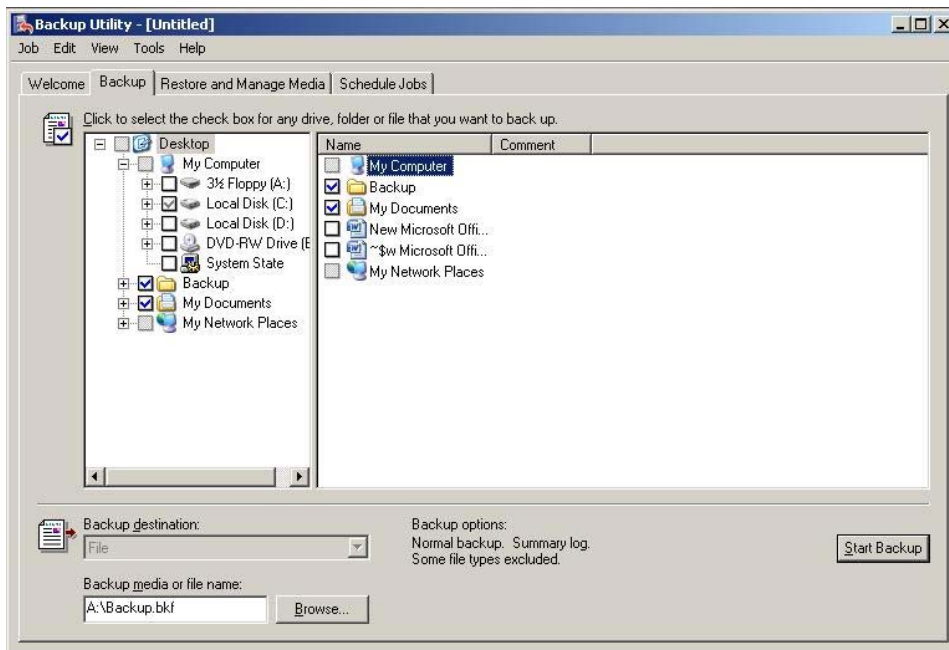 Backup Utility - [Untitled]
Job Edit View Tools Help
Welcome Backup Restore and Manage Media Schedule Jobs
Click to select the check box for any drive, folder or file that you want to back up.
Desktop
My Computer
3½ Floppy (A:)
Local Disk (C:)
Local Disk (D:)
DVD-RW Drive (E
System State
Backup
My Documents
My Network Places
Name Comment
My Computer
Backup
My Documents
New Microsoft Offi...
~$w Microsoft Offi...
My Network Places
Backup destination:
File
Backup media or file name:
A:\Backup.bkf
Browse...
Backup options:
Normal backup. Summary log.
Some file types excluded.
Start Backup